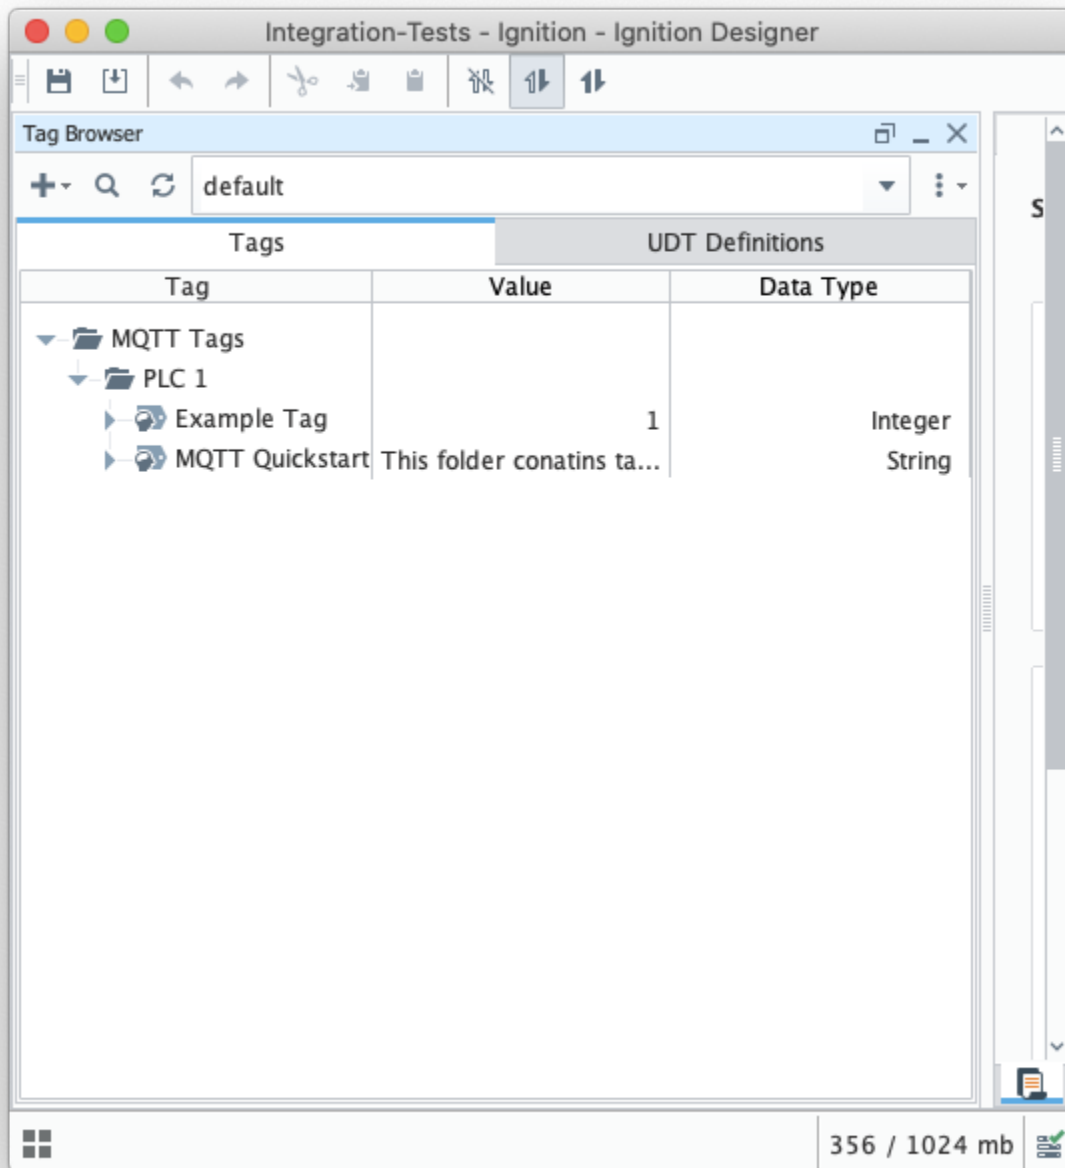 Integration-Tests - Ignition - Ignition Designer
Tag Browser
default
Tags UDT Definitions
Tag Value Data Type
MQTT Tags
PLC 1
Example Tag 1 Integer
MQTT Quickstart This folder conatins ta... String
S
356 / 1024 mb